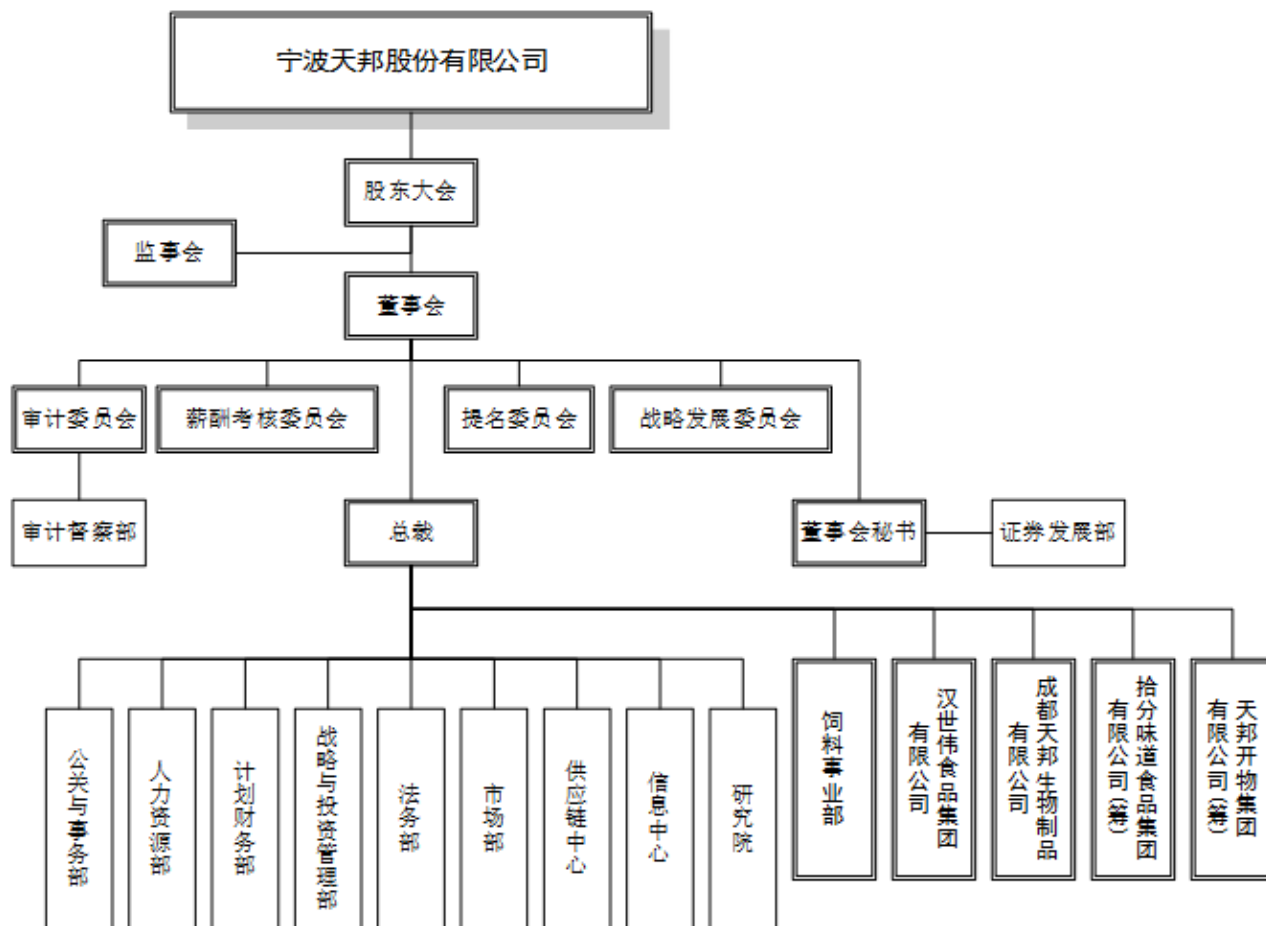 宁波天邦股份有限公司
股东大会
监事会
董事会
审计委员会
薪酬考核委员会
提名委员会
战略发展委员会
审计督察部
总裁
董事会秘书
证券发展部
公关与事务部
人力资源部
计划财务部
战略与投资管理部
法务部
市场部
供应链中心
信息中心
研究院
饲料事业部
汉世伟食品集团
有限公司
成都天邦生物制品
有限公司
拾分味道食品集团
有限公司(筹)
天邦开物集团
有限公司(筹)